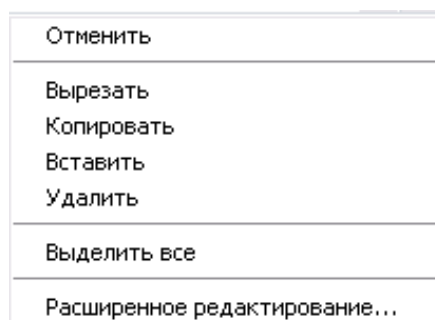 Отменить
Вырезать
Копировать
Вставить
Удалить
Выделить все
Расширенное редактирование...